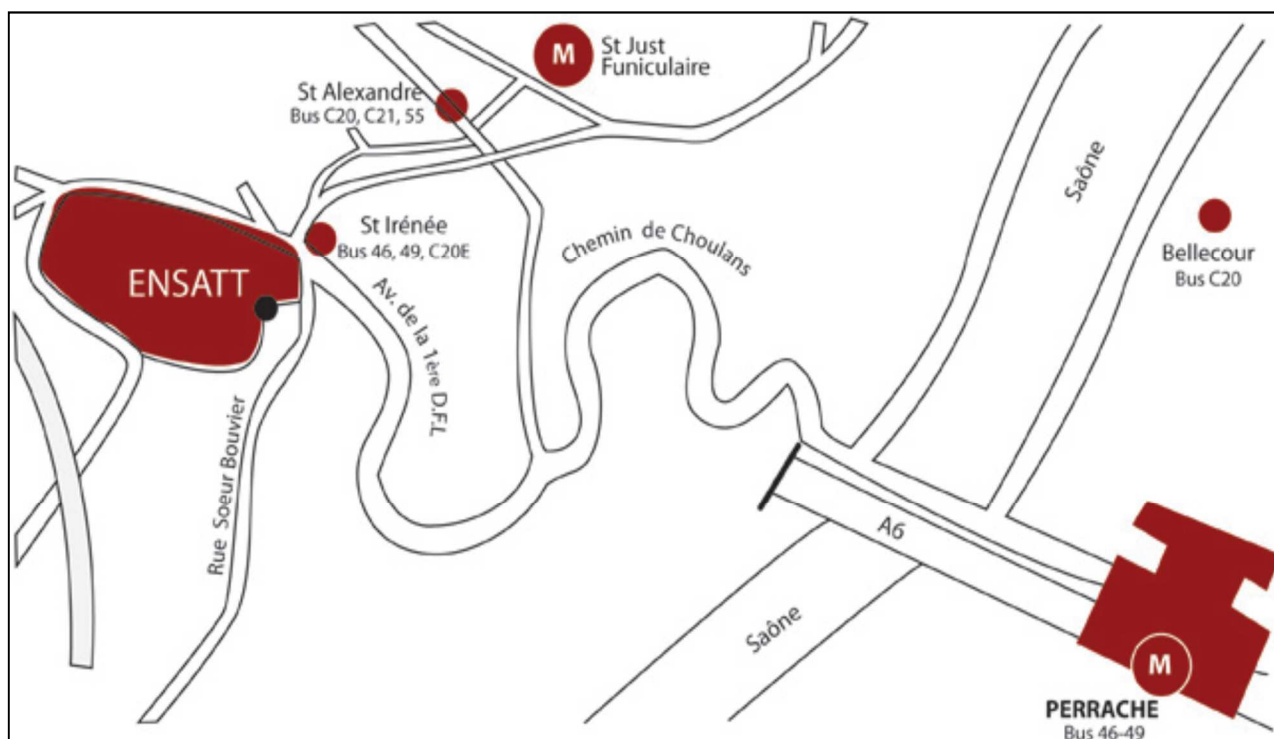 M
St Just
Funiculaire
St Alexandre
Bus C20, C21, 55
Saône
St Irénée
Bus 46, 49, C20E
Chemin de Choulans
Bellecour
Bus C20
ENSATT
Av. de la 1ère D.F.L
Rue Soeur Bouvier
A6
Saône
M
PERRACHE
Bus 46-49